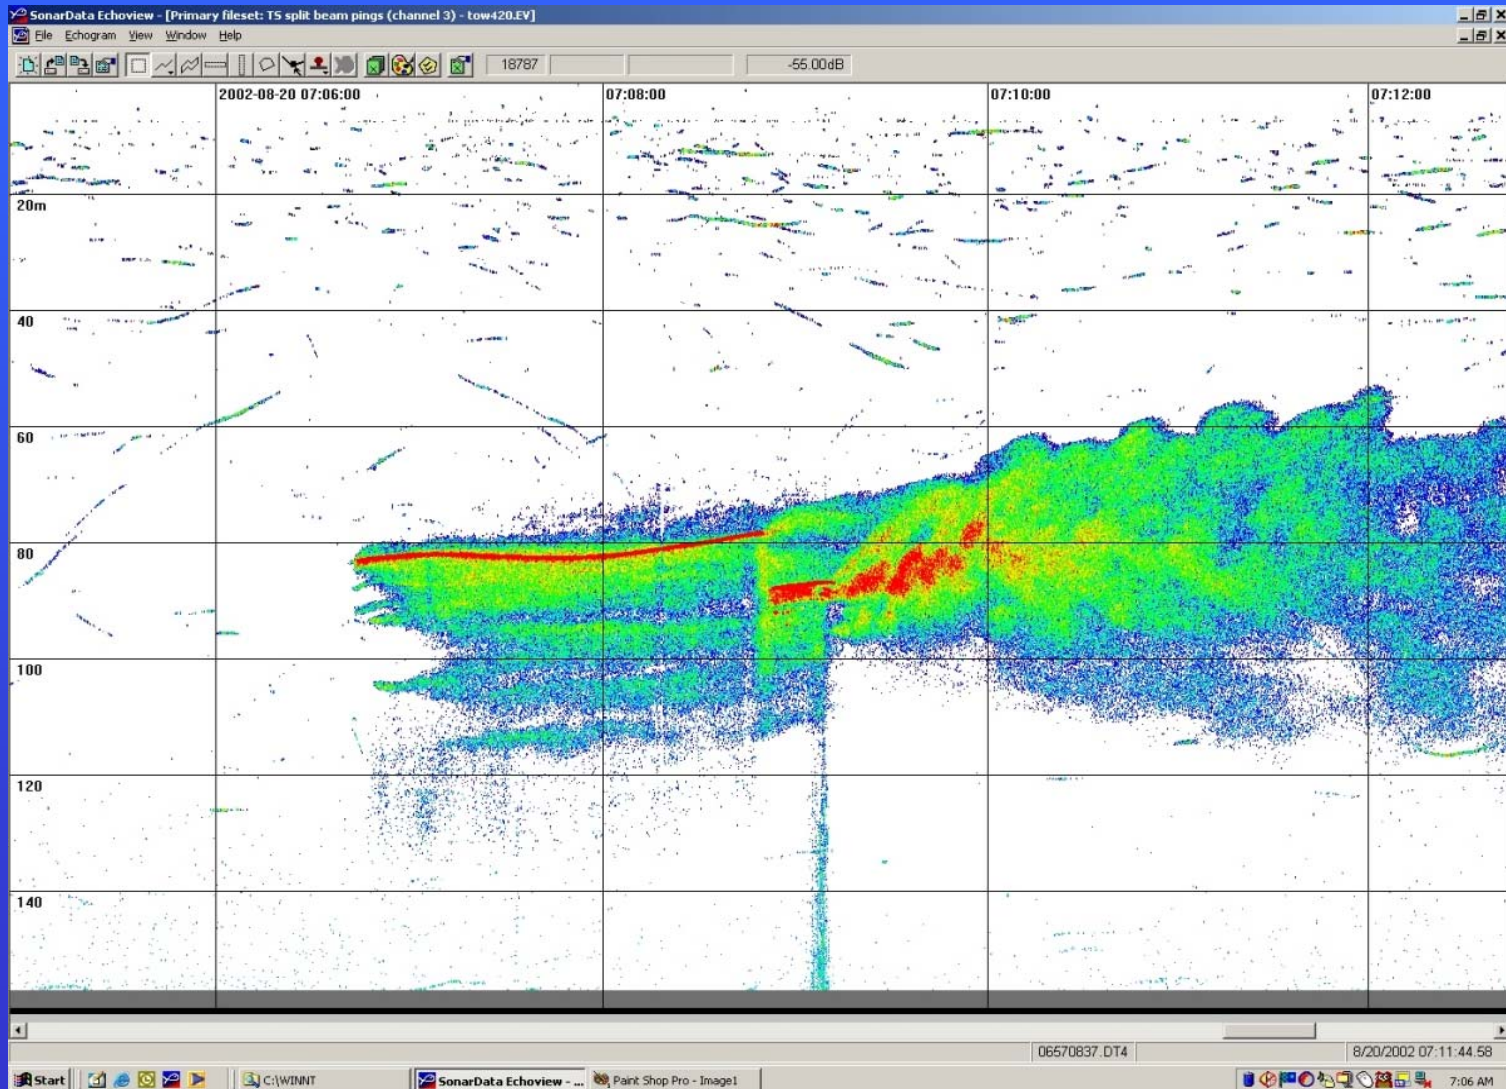 SonarData Echoview - [Primary fileset: TS split beam pings (channel 3) - tow420.EV]
File Echogram View Window Help
18787 -55.00dB
2002-08-20 07:06:00 07:08:00 07:10:00 07:12:00
20m
40
60
80
100
120
140
06570837.DT4 8/20/2002 07:11:44.58
Start C:\WINNT SonarData Echoview - ... Paint Shop Pro - Image1 7:06 AM